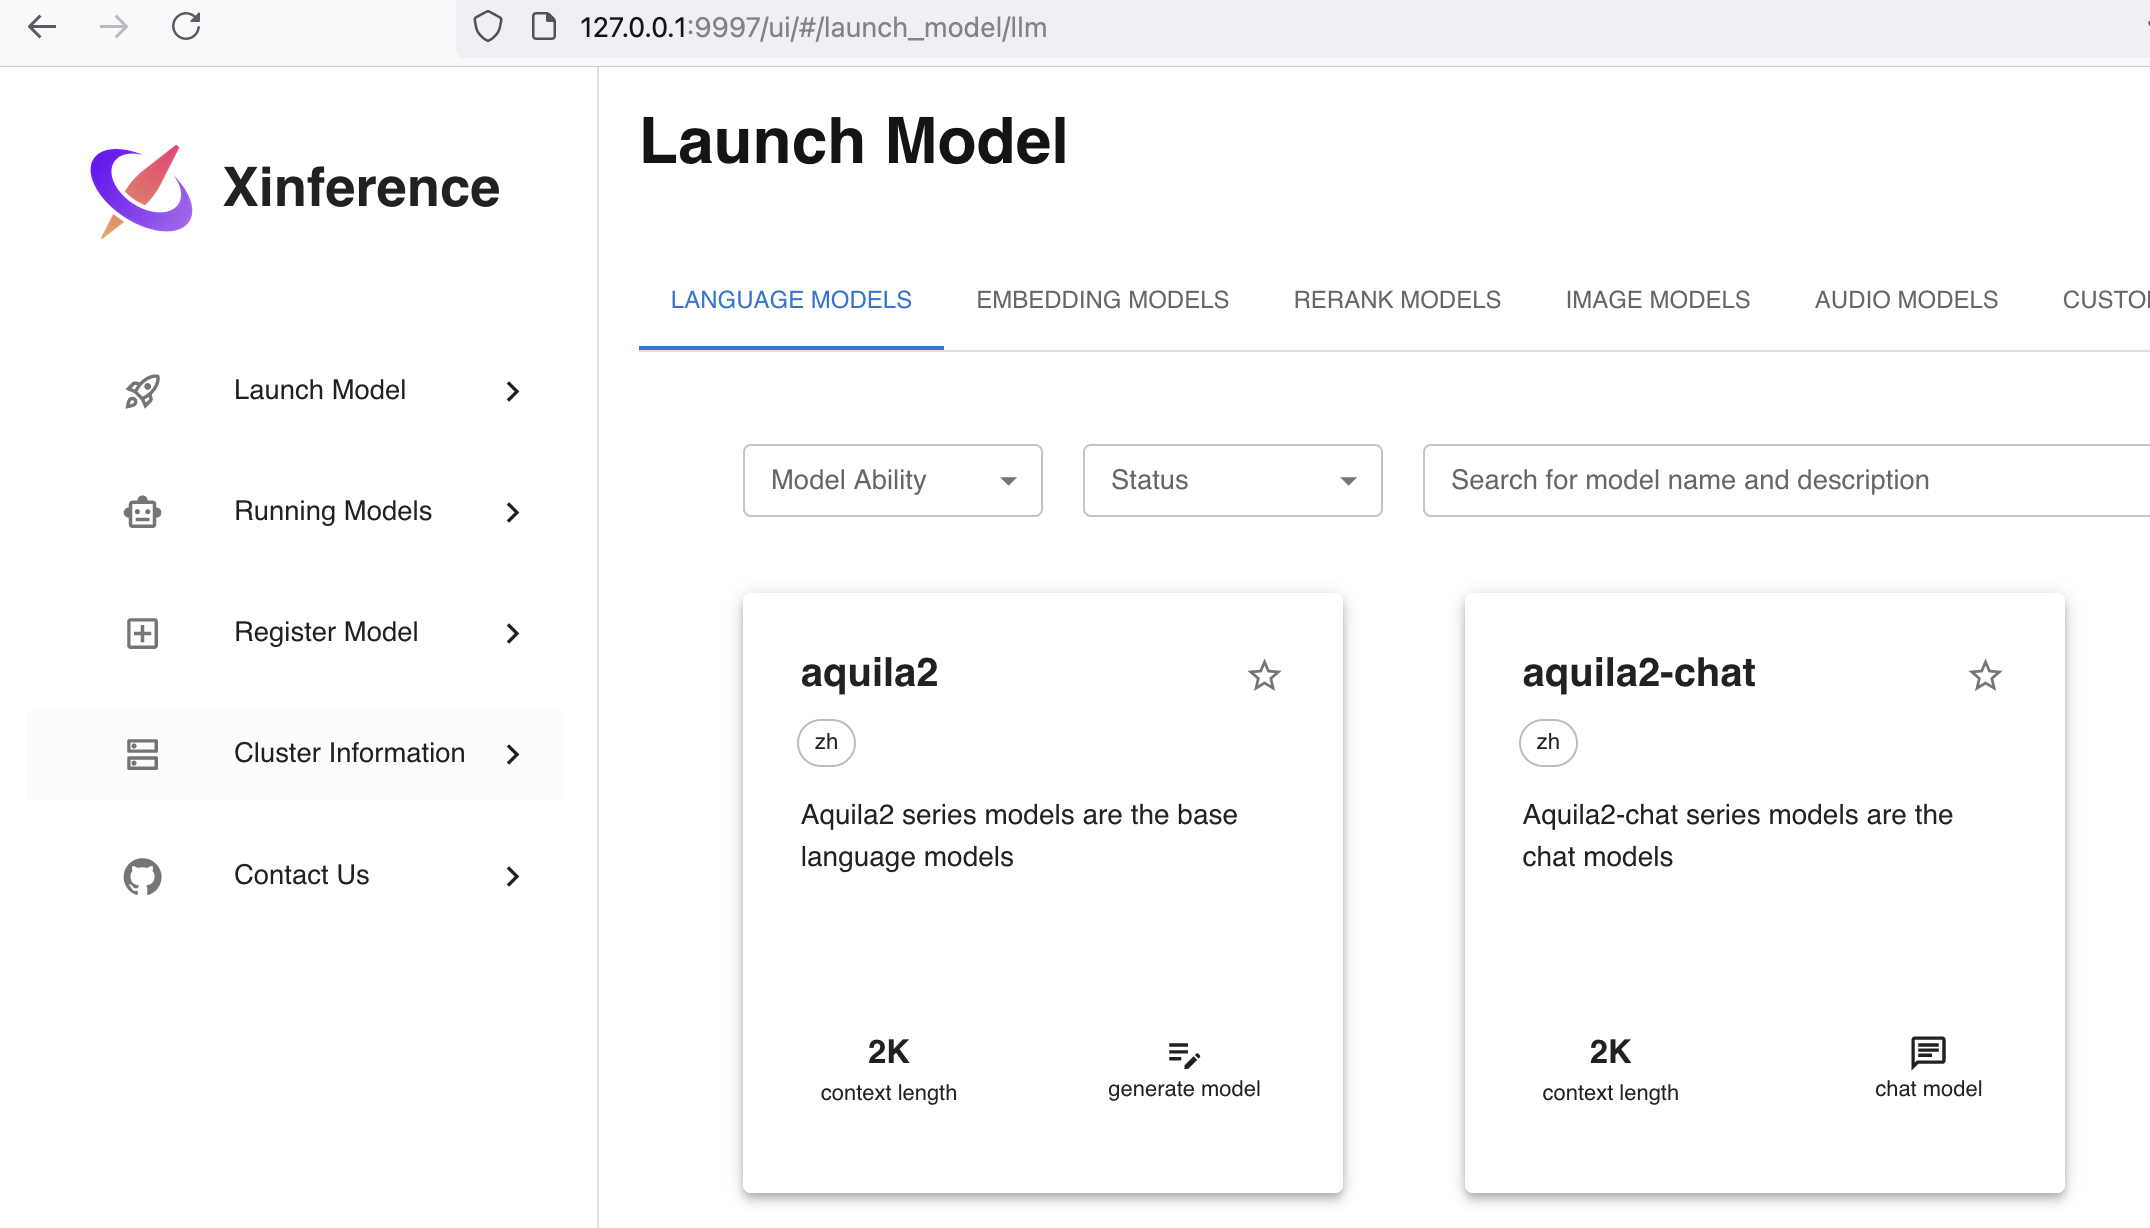 127.0.0.1:9997/ui/#/launch_model/llm
Xinference
Launch Model
Running Models
Register Model
Cluster Information
Contact Us
Launch Model
LANGUAGE MODELS
EMBEDDING MODELS
RERANK MODELS
IMAGE MODELS
AUDIO MODELS
Model Ability
Status
Search for model name and description
aquila2
zh
Aquila2 series models are the base
language models
2K
context length
generate model
aquila2-chat
zh
Aquila2-chat series models are the
chat models
2K
context length
chat model